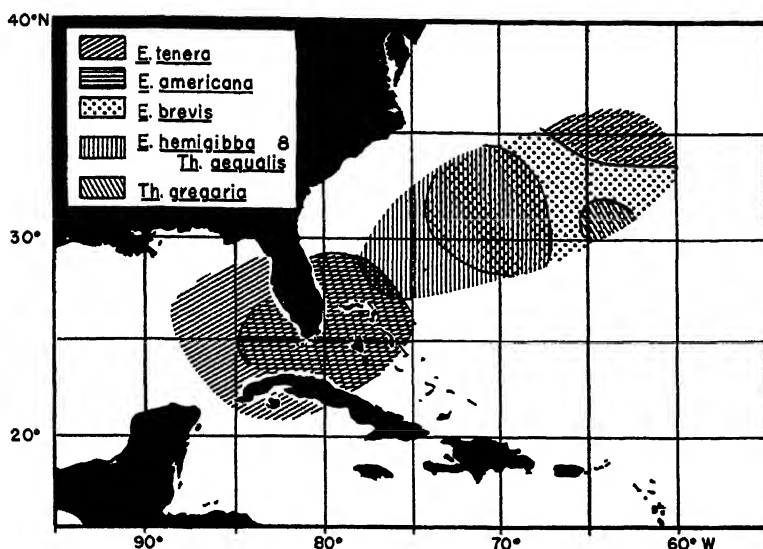 40°N
E. tenera
E. americana
E. brevis
E. hemigibba 8
Th. aequalis
Th. gregaria
30°
20°
90°
80°
70°
60° W